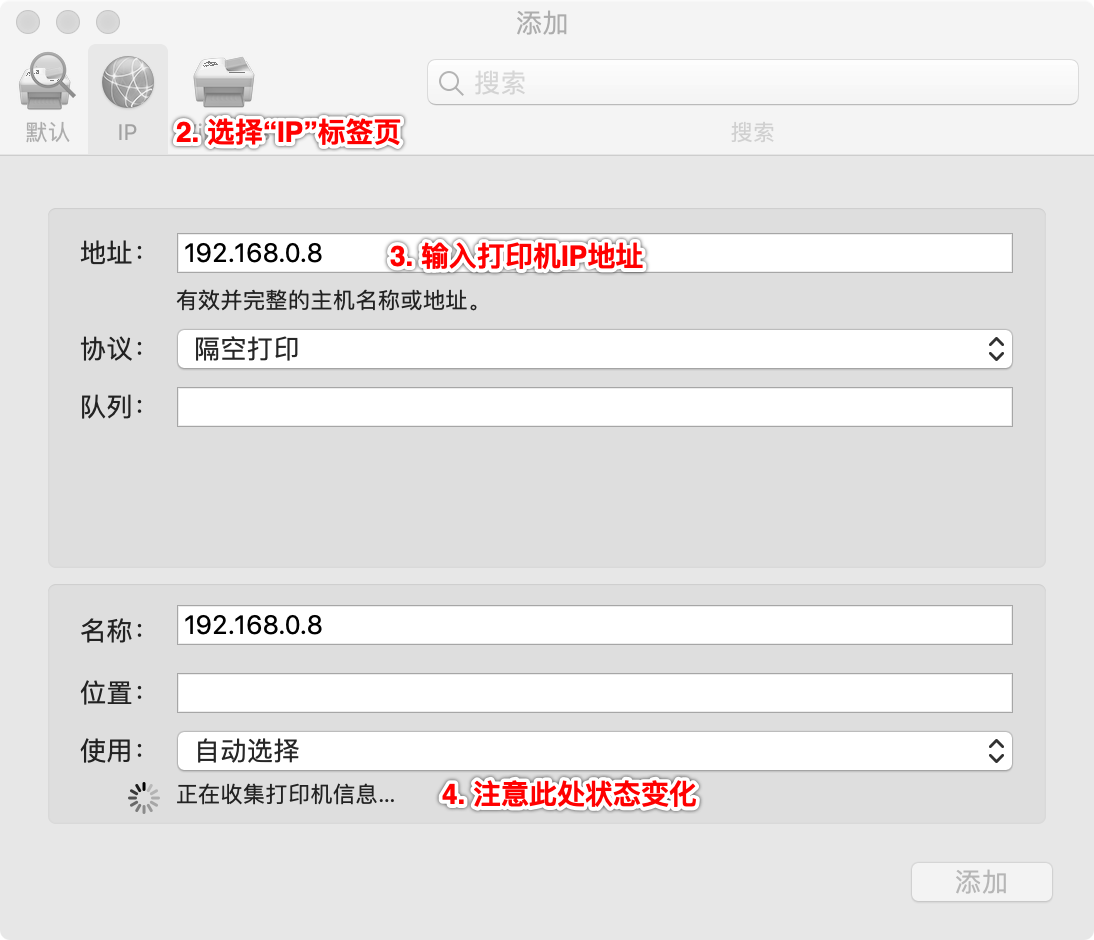 添加
搜索
默认
IP
2. 选择“IP”标签页
搜索
地址：
192.168.0.8
3. 输入打印机IP地址
有效并完整的主机名称或地址。
协议：
隔空打印
队列：
名称：
192.168.0.8
位置：
使用：
自动选择
正在收集打印机信息...
4. 注意此处状态变化
添加